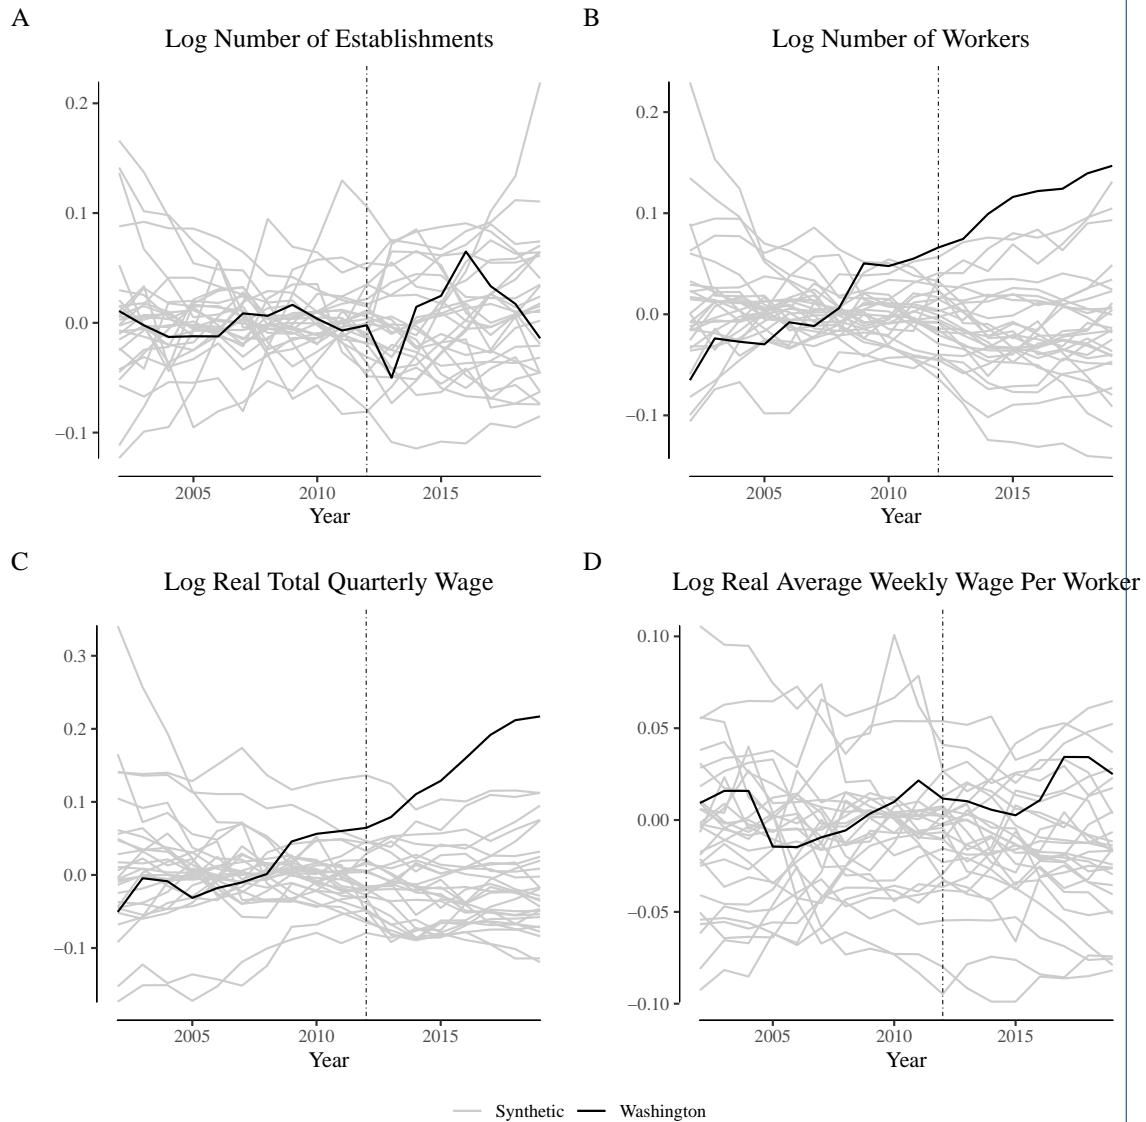 A
Log Number of Establishments
0.2
0.1
0.0
−0.1
2005 2010 2015
Year
B
Log Number of Workers
0.2
0.1
0.0
−0.1
2005 2010 2015
Year
C
Log Real Total Quarterly Wage
0.3
0.2
0.1
0.0
−0.1
2005 2010 2015
Year
D
Log Real Average Weekly Wage Per Worker
0.10
0.05
0.00
−0.05
−0.10
2005 2010 2015
Year
Synthetic Washington